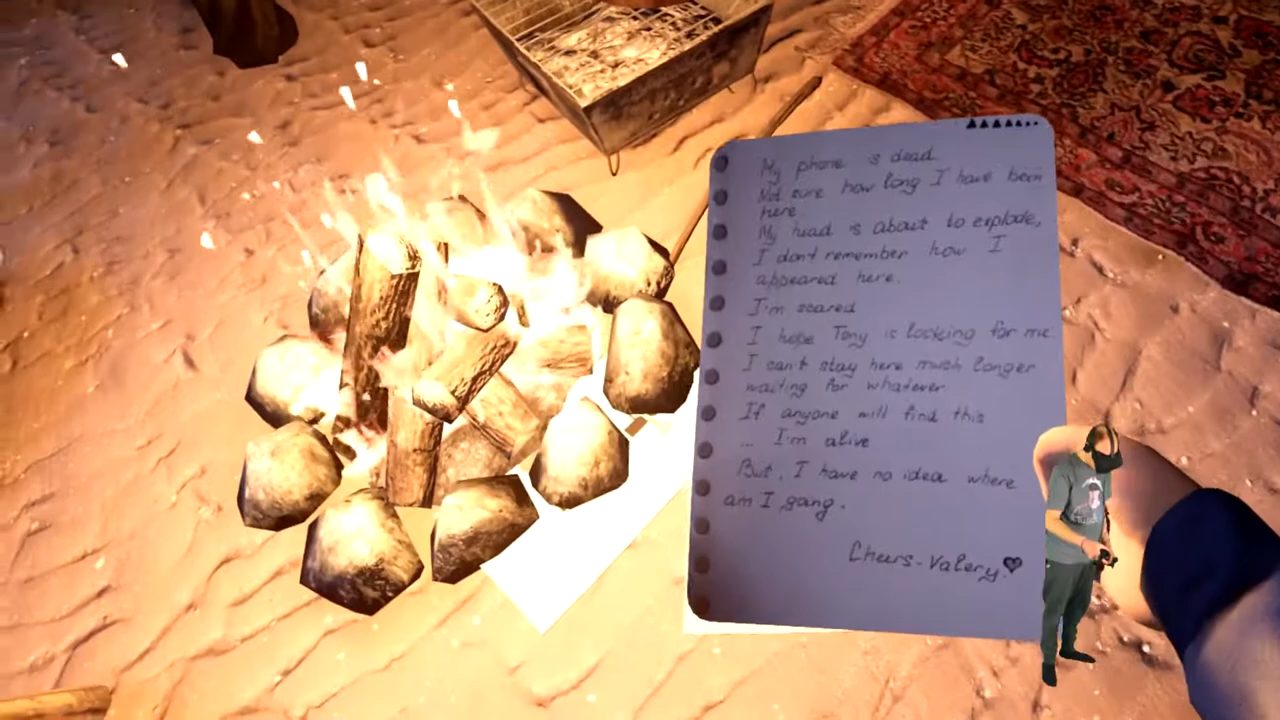 My phone is dead.
Not sure how long I have been
here.
My head is about to explode,
I don't remember how I
appeared here.
I'm scared
I hope Tony is looking for me.
I can't stay here much longer
waiting for whatever.
If anyone will find this
... I'm alive
But, I have no idea where
am I gang.
Cheers-Valery!